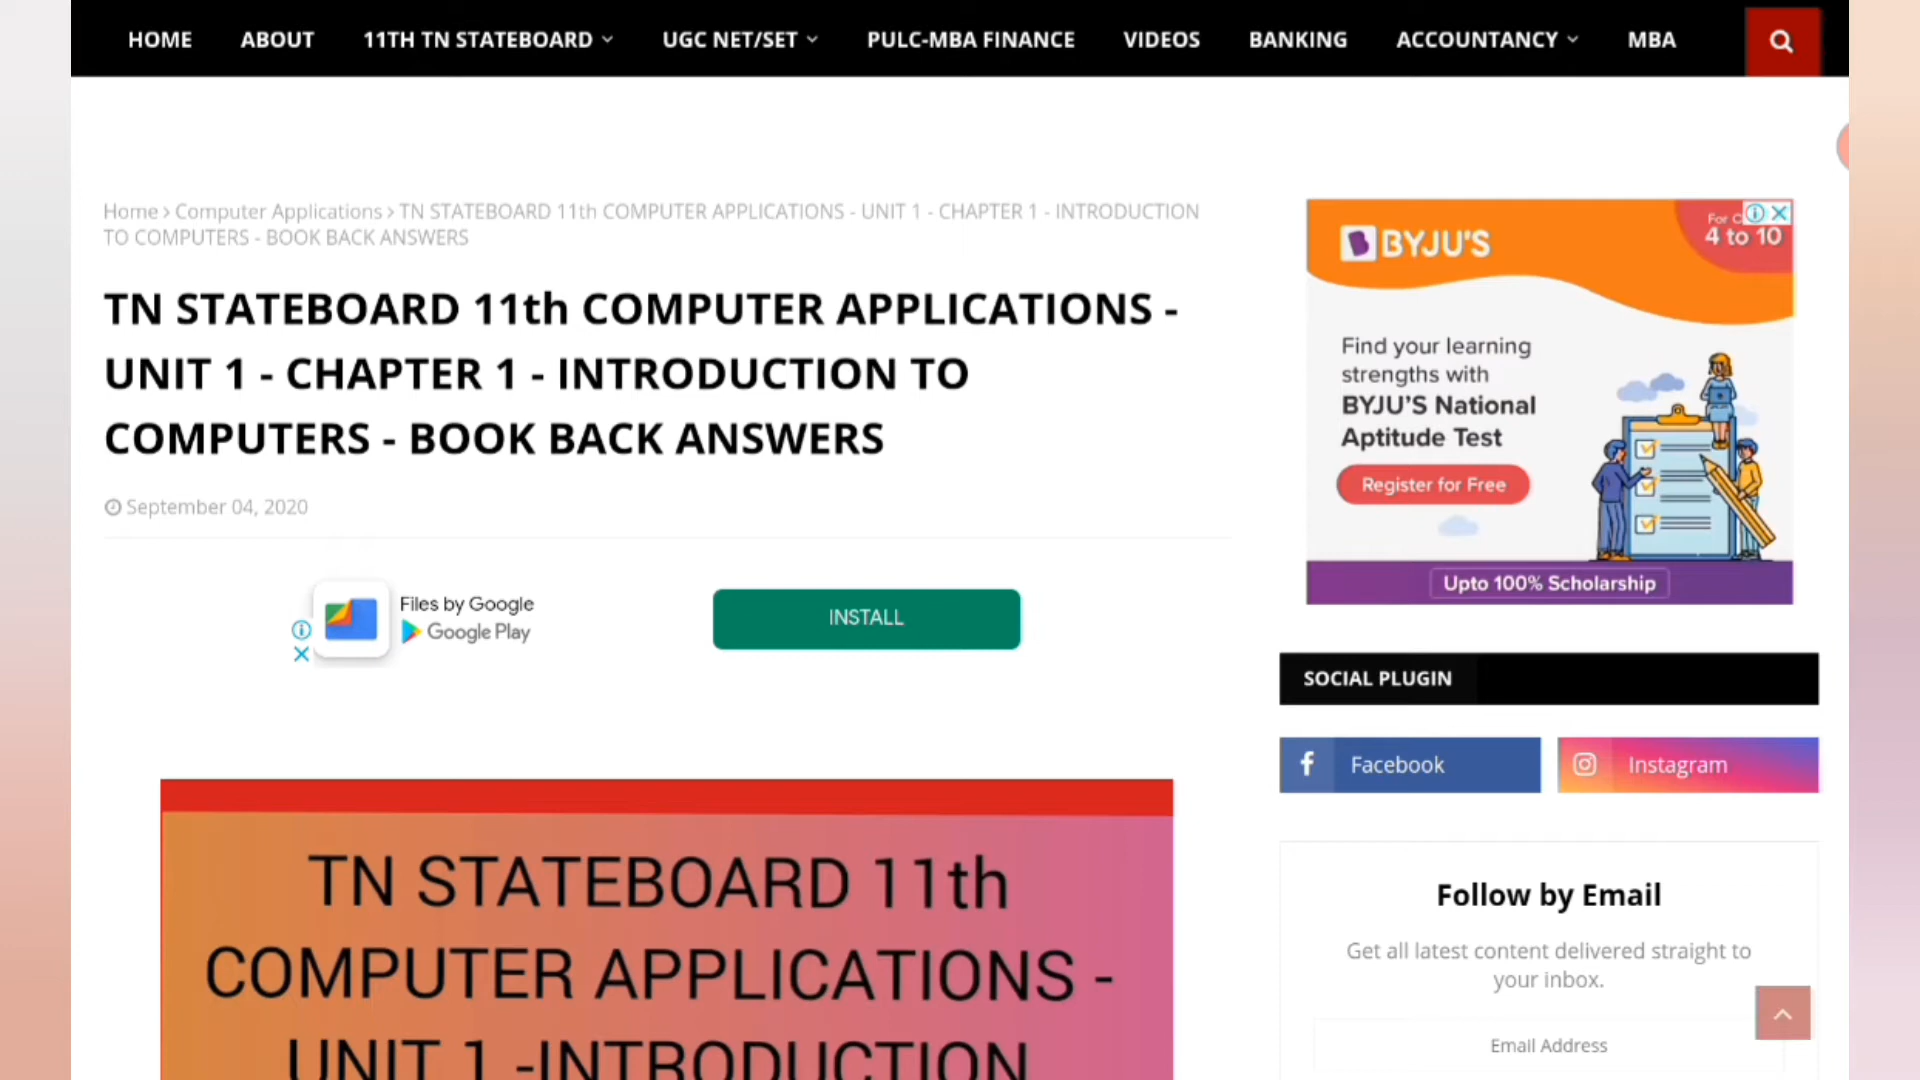 HOME ABOUT 11TH TN STATEBOARD UGC NET/SET PULC-MBA FINANCE VIDEOS BANKING ACCOUNTANCY MBA
Home > Computer Applications > TN STATEBOARD 11th COMPUTER APPLICATIONS - UNIT 1 - CHAPTER 1 - INTRODUCTION
TO COMPUTERS - BOOK BACK ANSWERS
TN STATEBOARD 11th COMPUTER APPLICATIONS -
UNIT 1 - CHAPTER 1 - INTRODUCTION TO
COMPUTERS - BOOK BACK ANSWERS
September 04, 2020
Files by Google
Google Play
INSTALL
TN STATEBOARD 11th
COMPUTER APPLICATIONS -
UNIT 1 -INTRODUCTION
BYJU'S
For
4 to 10
Find your learning
strengths with
BYJU'S National
Aptitude Test
Register for Free
Upto 100% Scholarship
SOCIAL PLUGIN
Facebook
Instagram
Follow by Email
Get all latest content delivered straight to
your inbox.
Email Address